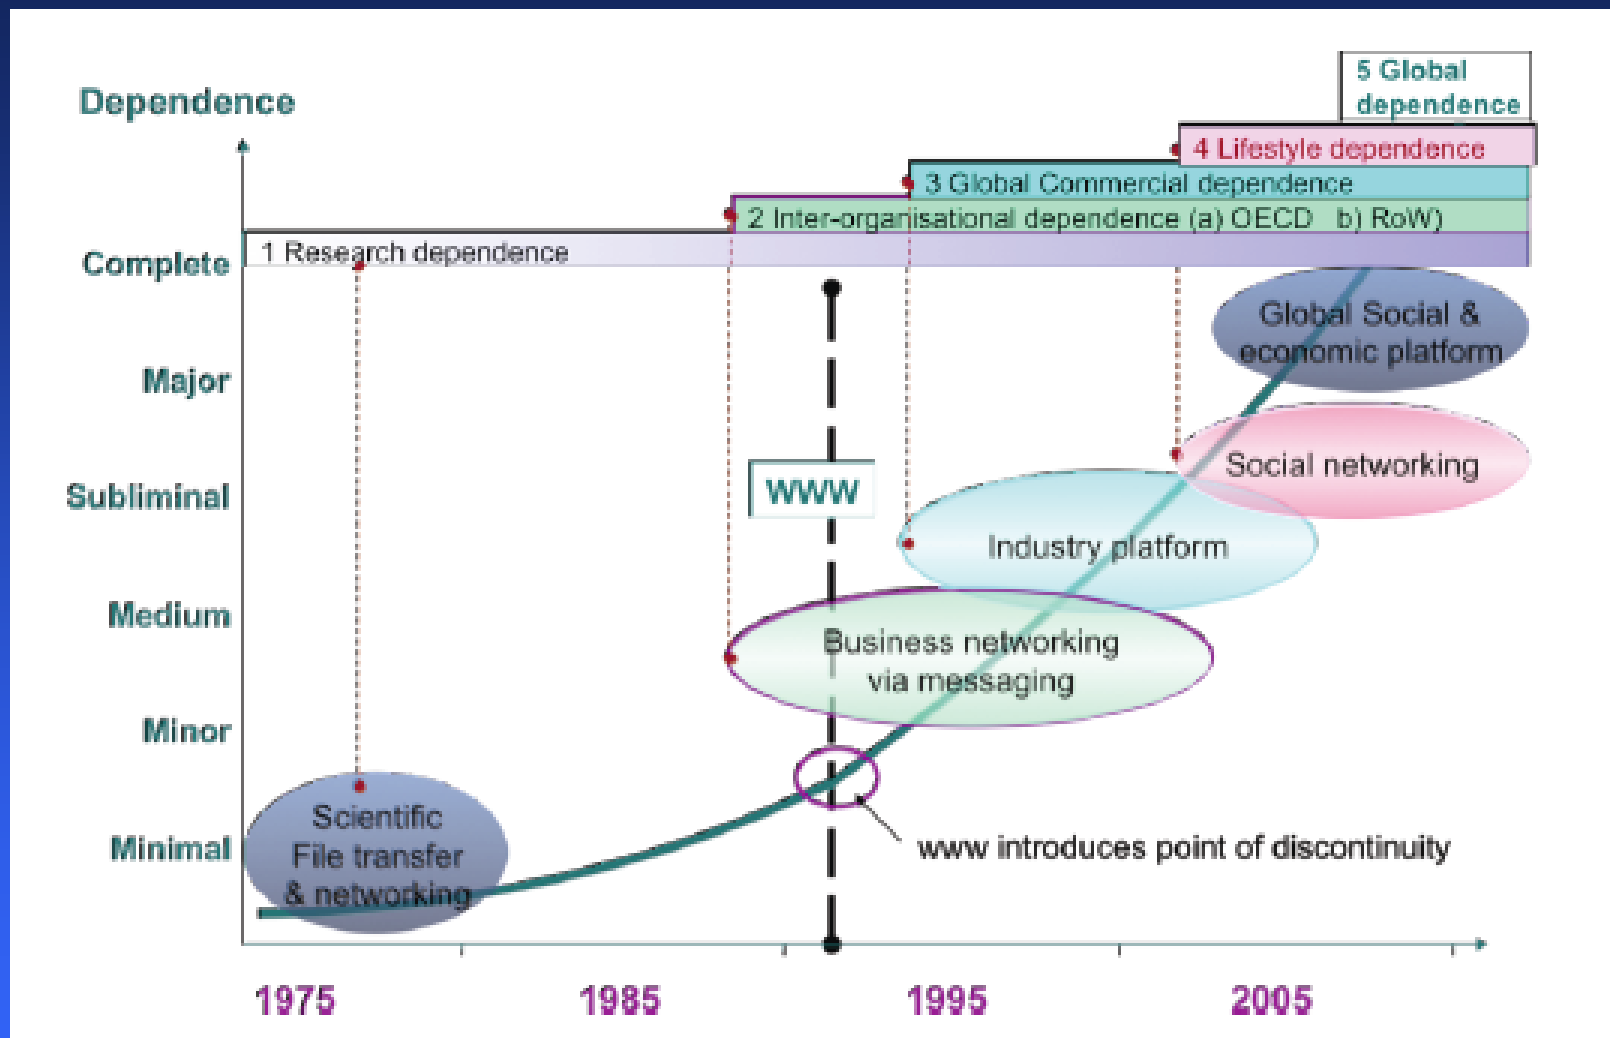 5 Global
dependence
Dependence
4 Lifestyle dependence
3 Global Commercial dependence
2 Inter-organisational dependence (a) OECD b) RoW)
1 Research dependence
Complete
Global Social &
economic platform
Major
Social networking
Subliminal
WWW
Industry platform
Medium
Business networking
via messaging
Minor
Scientific
File transfer
& networking
Minimal
www introduces point of discontinuity
1975
1985
1995
2005